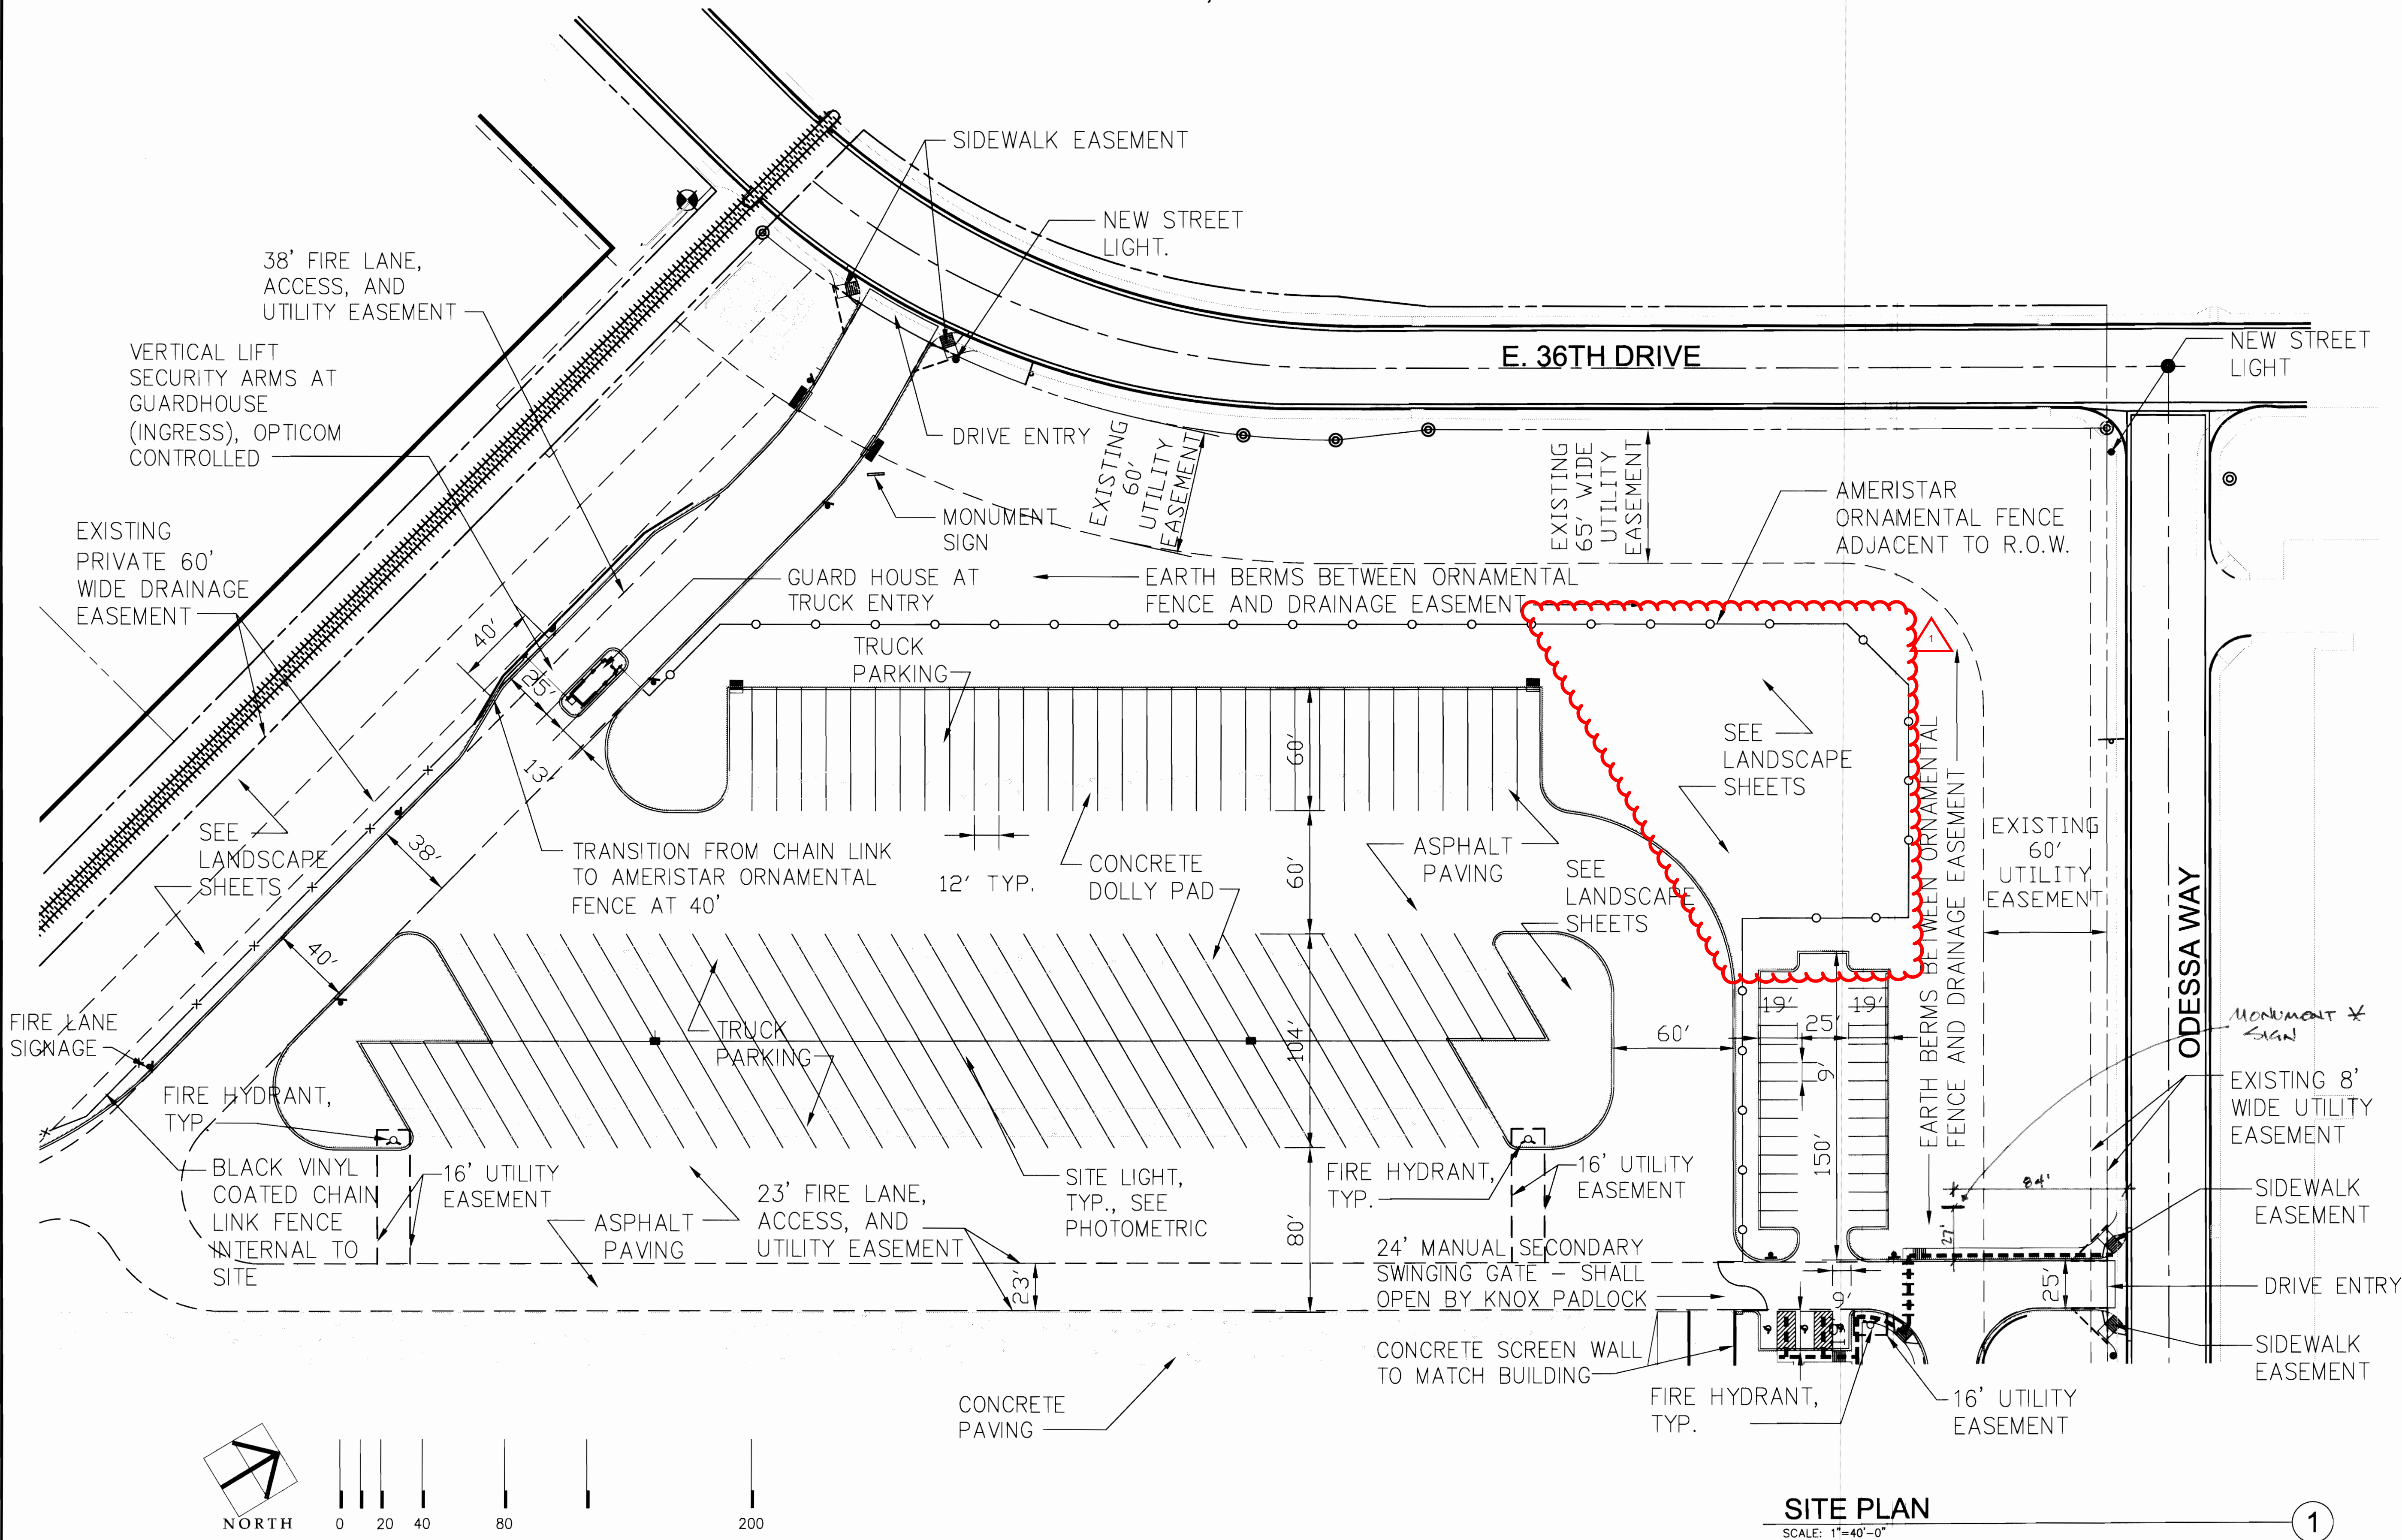 SIDEWALK EASEMENT
NEW STREET
LIGHT.
38' FIRE LANE,
ACCESS, AND
UTILITY EASEMENT
VERTICAL LIFT
SECURITY ARMS AT
GUARDHOUSE
(INGRESS), OPTICOM
CONTROLLED
E. 36TH DRIVE
NEW STREET
LIGHT
DRIVE ENTRY
EXISTING
60'
UTILITY
EASEMENT
EXISTING
65' WIDE
UTILITY
EASEMENT
AMERISTAR
ORNAMENTAL FENCE
ADJACENT TO R.O.W.
MONUMENT
SIGN
EXISTING
PRIVATE 60'
WIDE DRAINAGE
EASEMENT
GUARD HOUSE AT
TRUCK ENTRY
EARTH BERMS BETWEEN ORNAMENTAL
FENCE AND DRAINAGE EASEMENT
1
40'
25'
13'
TRUCK
PARKING
60'
SEE
LANDSCAPE
SHEETS
EARTH BERMS BETWEEN ORNAMENTAL
FENCE AND DRAINAGE EASEMENT
EXISTING
60'
UTILITY
EASEMENT
ODESSA WAY
SEE
LANDSCAPE
SHEETS
38'
TRANSITION FROM CHAIN LINK
TO AMERISTAR ORNAMENTAL
FENCE AT 40'
12' TYP.
CONCRETE
DOLLY PAD
60'
ASPHALT
PAVING
SEE
LANDSCAPE
SHEETS
40'
FIRE LANE
SIGNAGE
TRUCK
PARKING
104'
60'
19'
19'
25'
9'
150'
MONUMENT *
SIGN
EXISTING 8'
WIDE UTILITY
EASEMENT
FIRE HYDRANT,
TYP.
BLACK VINYL
COATED CHAIN
LINK FENCE
INTERNAL TO
SITE
16' UTILITY
EASEMENT
ASPHALT
PAVING
23' FIRE LANE,
ACCESS, AND
UTILITY EASEMENT
SITE LIGHT,
TYP., SEE
PHOTOMETRIC
80'
FIRE HYDRANT,
TYP.
16' UTILITY
EASEMENT
84'
27'
SIDEWALK
EASEMENT
23'
24' MANUAL SECONDARY
SWINGING GATE – SHALL
OPEN BY KNOX PADLOCK
9'
25'
DRIVE ENTRY
CONCRETE SCREEN WALL
TO MATCH BUILDING
SIDEWALK
EASEMENT
CONCRETE
PAVING
FIRE HYDRANT,
TYP.
16' UTILITY
EASEMENT
NORTH
0 20 40 80 200
SITE PLAN
SCALE: 1"=40'-0"
1